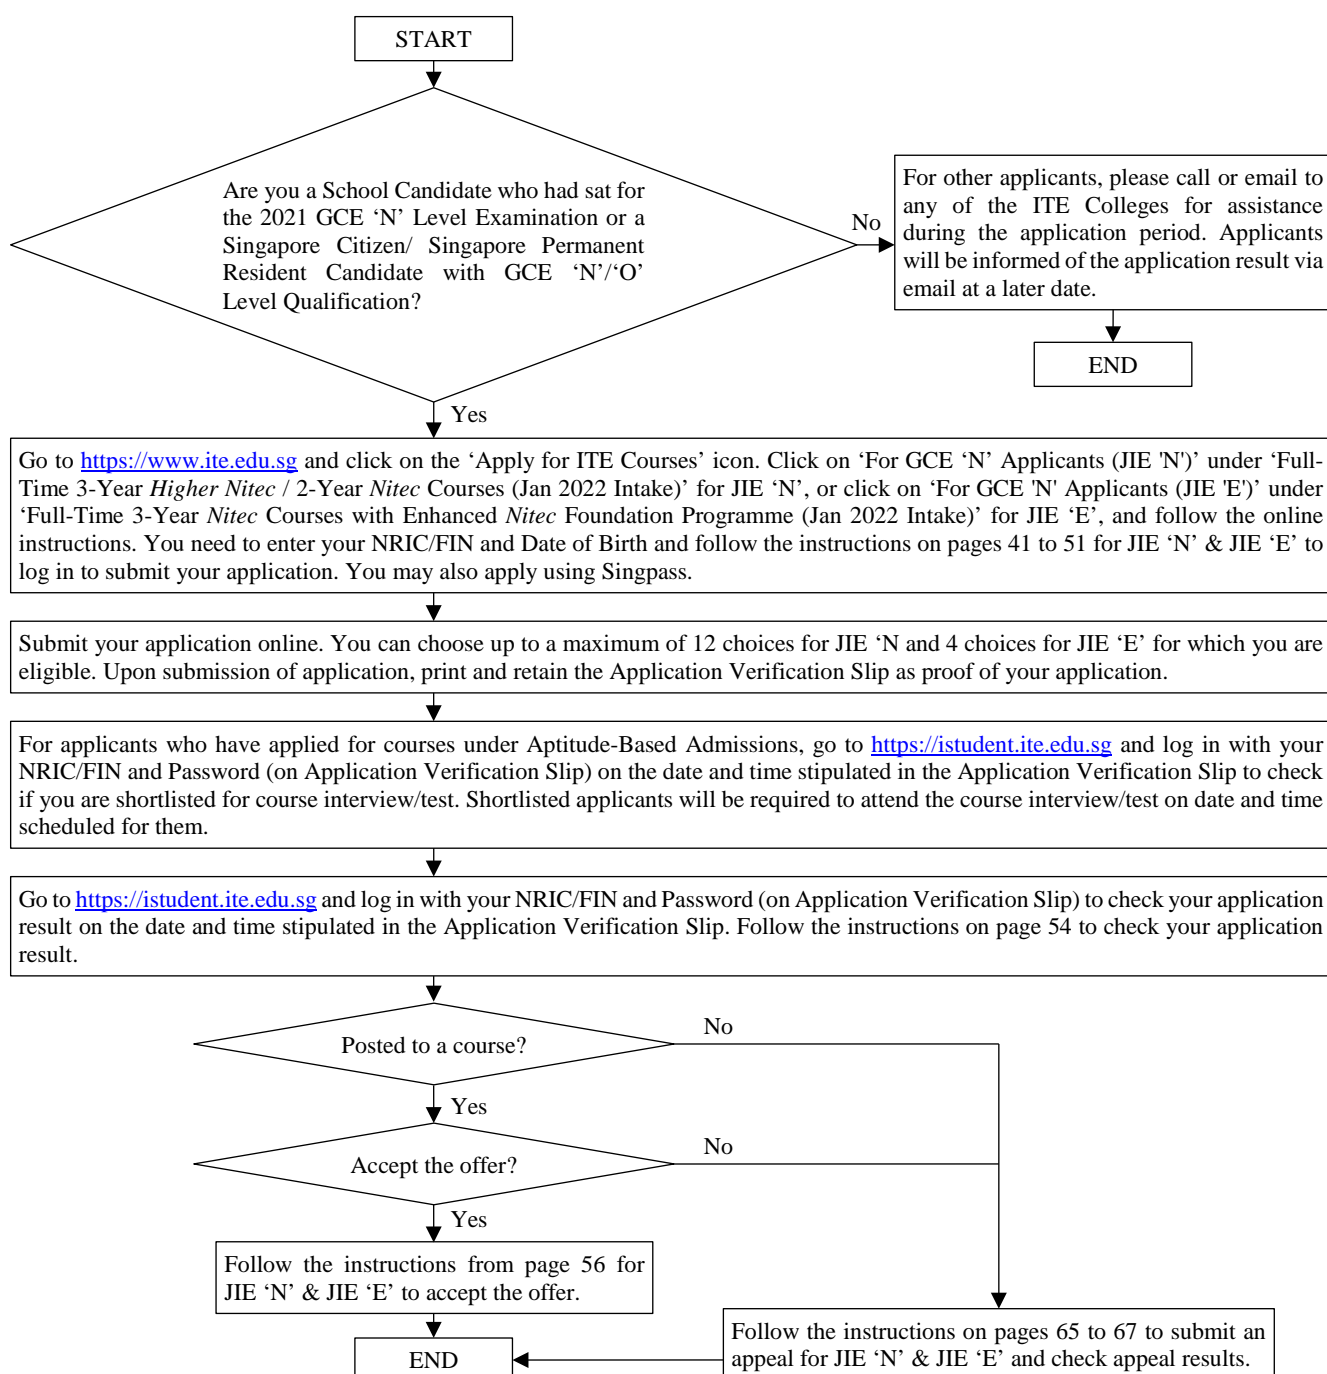 START
Are you a School Candidate who had sat for
the 2021 GCE ‘N’ Level Examination or a
Singapore Citizen/ Singapore Permanent
Resident Candidate with GCE ‘N’/‘O’
Level Qualification?
No
For other applicants, please call or email to
any of the ITE Colleges for assistance
during the application period. Applicants
will be informed of the application result via
email at a later date.
END
Yes
Go to https://www.ite.edu.sg and click on the ‘Apply for ITE Courses’ icon. Click on ‘For GCE ‘N’ Applicants (JIE 'N')’ under ‘Full-
Time 3-Year Higher Nitec / 2-Year Nitec Courses (Jan 2022 Intake)’ for JIE ‘N’, or click on ‘For GCE 'N' Applicants (JIE 'E')’ under
‘Full-Time 3-Year Nitec Courses with Enhanced Nitec Foundation Programme (Jan 2022 Intake)’ for JIE ‘E’, and follow the online
instructions. You need to enter your NRIC/FIN and Date of Birth and follow the instructions on pages 41 to 51 for JIE ‘N’ & JIE ‘E’ to
log in to submit your application. You may also apply using Singpass.
Submit your application online. You can choose up to a maximum of 12 choices for JIE ‘N and 4 choices for JIE ‘E’ for which you are
eligible. Upon submission of application, print and retain the Application Verification Slip as proof of your application.
For applicants who have applied for courses under Aptitude-Based Admissions, go to https://istudent.ite.edu.sg and log in with your
NRIC/FIN and Password (on Application Verification Slip) on the date and time stipulated in the Application Verification Slip to check
if you are shortlisted for course interview/test. Shortlisted applicants will be required to attend the course interview/test on date and time
scheduled for them.
Go to https://istudent.ite.edu.sg and log in with your NRIC/FIN and Password (on Application Verification Slip) to check your application
result on the date and time stipulated in the Application Verification Slip. Follow the instructions on page 54 to check your application
result.
Posted to a course?
No
Yes
Accept the offer?
No
Yes
Follow the instructions from page 56 for
JIE ‘N’ & JIE ‘E’ to accept the offer.
END
Follow the instructions on pages 65 to 67 to submit an
appeal for JIE ‘N’ & JIE ‘E’ and check appeal results.